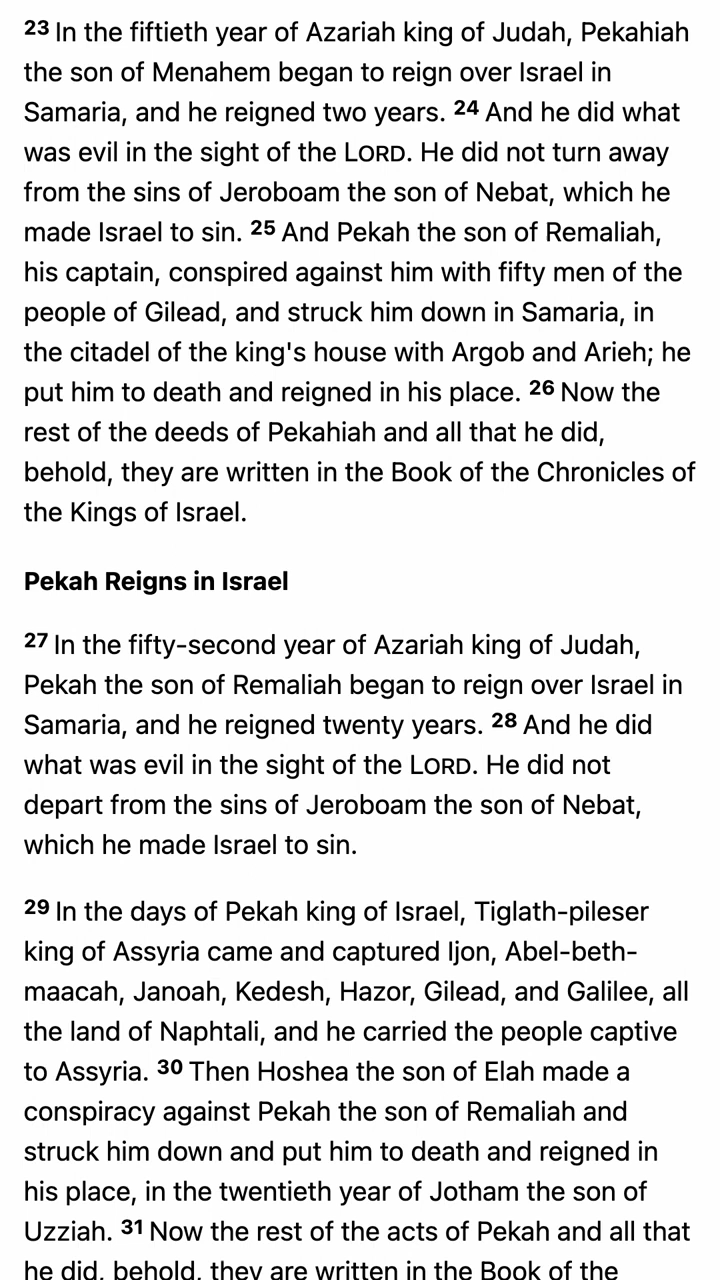 23 In the fiftieth year of Azariah king of Judah, Pekahiah
the son of Menahem began to reign over Israel in
Samaria, and he reigned two years. 24 And he did what
was evil in the sight of the LORD. He did not turn away
from the sins of Jeroboam the son of Nebat, which he
made Israel to sin. 25 And Pekah the son of Remaliah,
his captain, conspired against him with fifty men of the
people of Gilead, and struck him down in Samaria, in
the citadel of the king's house with Argob and Arieh; he
put him to death and reigned in his place. 26 Now the
rest of the deeds of Pekahiah and all that he did,
behold, they are written in the Book of the Chronicles of
the Kings of Israel.
Pekah Reigns in Israel
27 In the fifty-second year of Azariah king of Judah,
Pekah the son of Remaliah began to reign over Israel in
Samaria, and he reigned twenty years. 28 And he did
what was evil in the sight of the LORD. He did not
depart from the sins of Jeroboam the son of Nebat,
which he made Israel to sin.
29 In the days of Pekah king of Israel, Tiglath-pileser
king of Assyria came and captured Ijon, Abel-beth-
maacah, Janoah, Kedesh, Hazor, Gilead, and Galilee, all
the land of Naphtali, and he carried the people captive
to Assyria. 30 Then Hoshea the son of Elah made a
conspiracy against Pekah the son of Remaliah and
struck him down and put him to death and reigned in
his place, in the twentieth year of Jotham the son of
Uzziah. 31 Now the rest of the acts of Pekah and all that
he did, behold, they are written in the Book of the